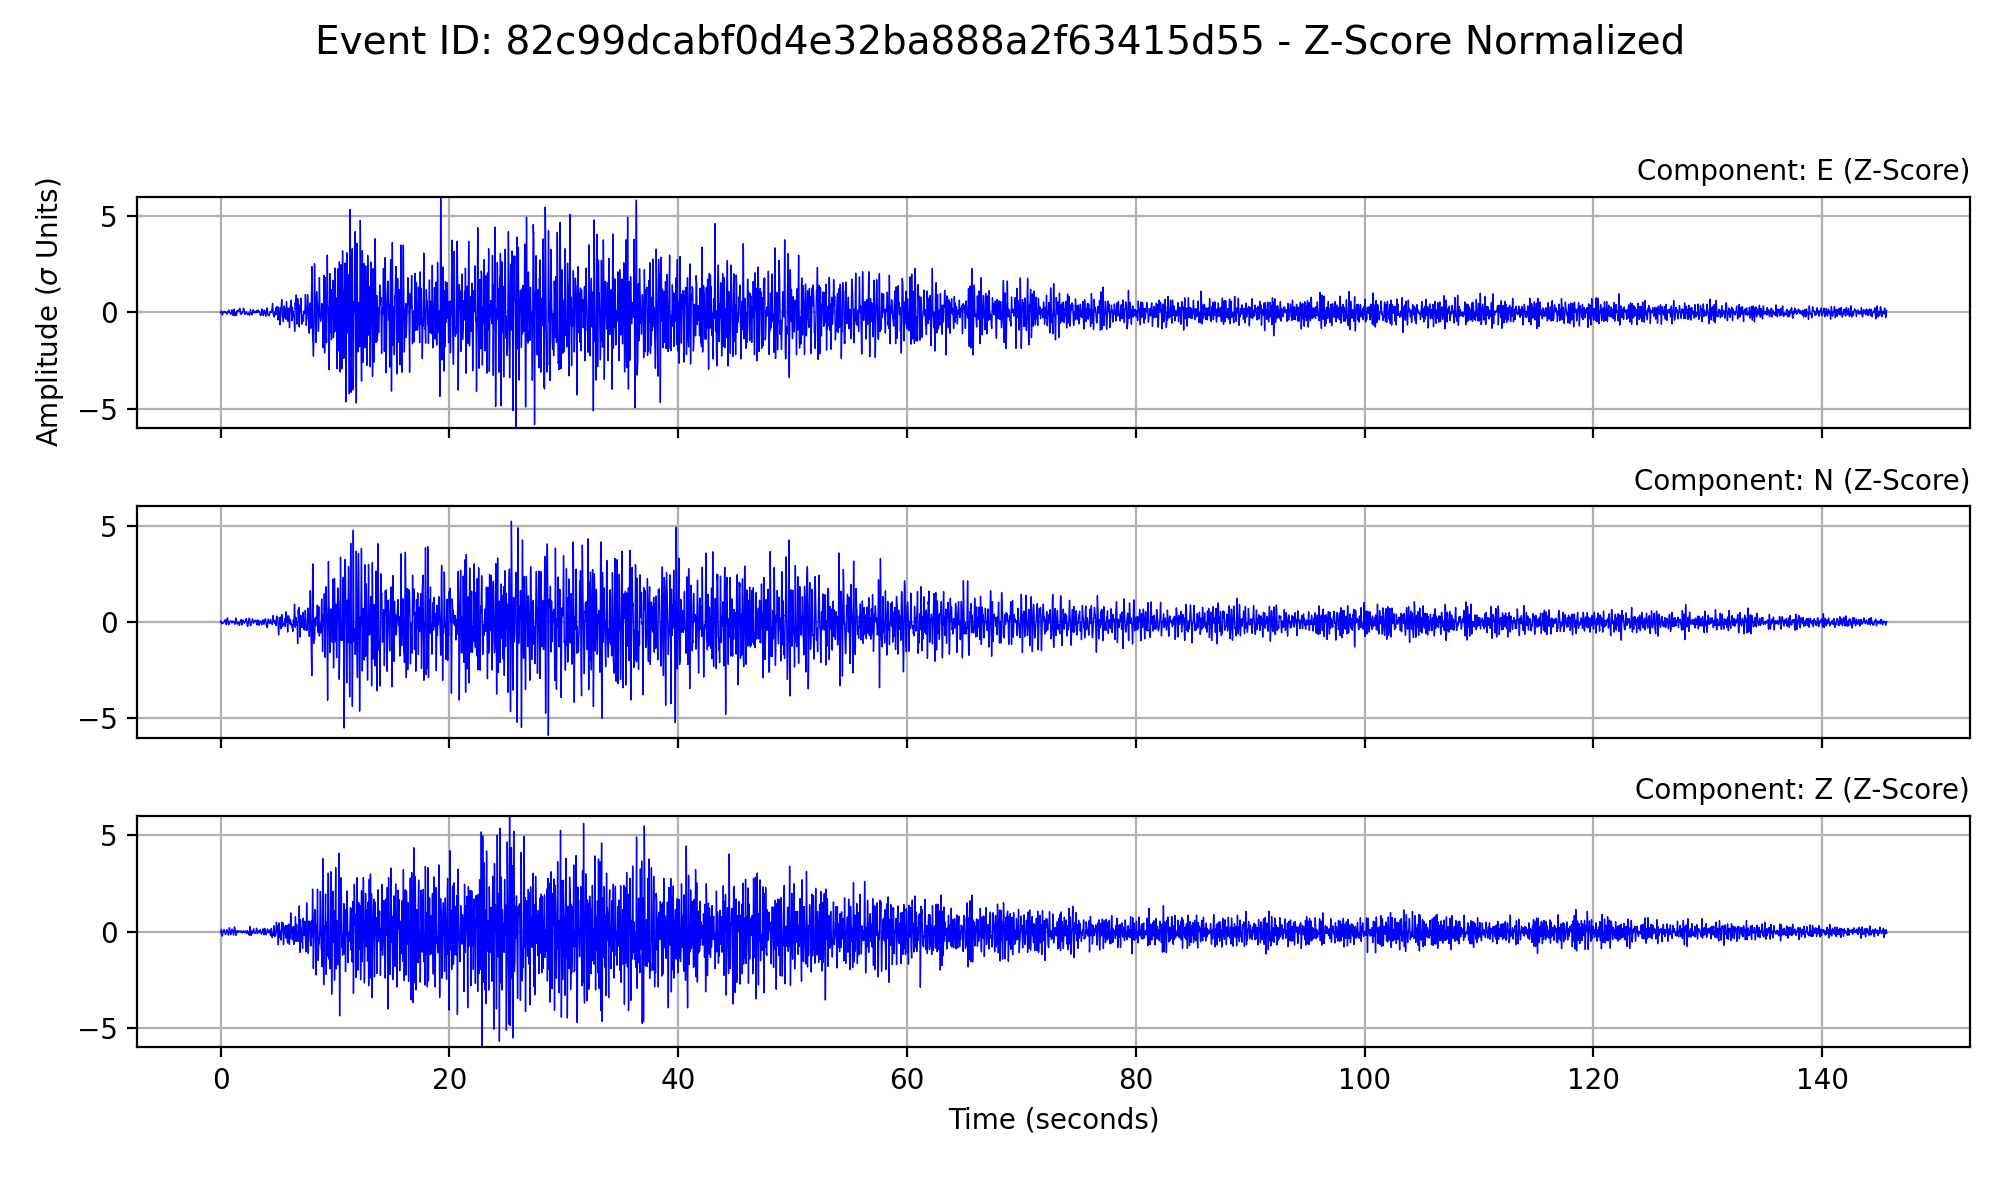 Event ID: 82c99dcabf0d4e32ba888a2f63415d55 - Z-Score Normalized
Component: E (Z-Score)
Amplitude (σ Units)
5
0
−5
Component: N (Z-Score)
5
0
−5
Component: Z (Z-Score)
5
0
−5
0 20 40 60 80 100 120 140
Time (seconds)